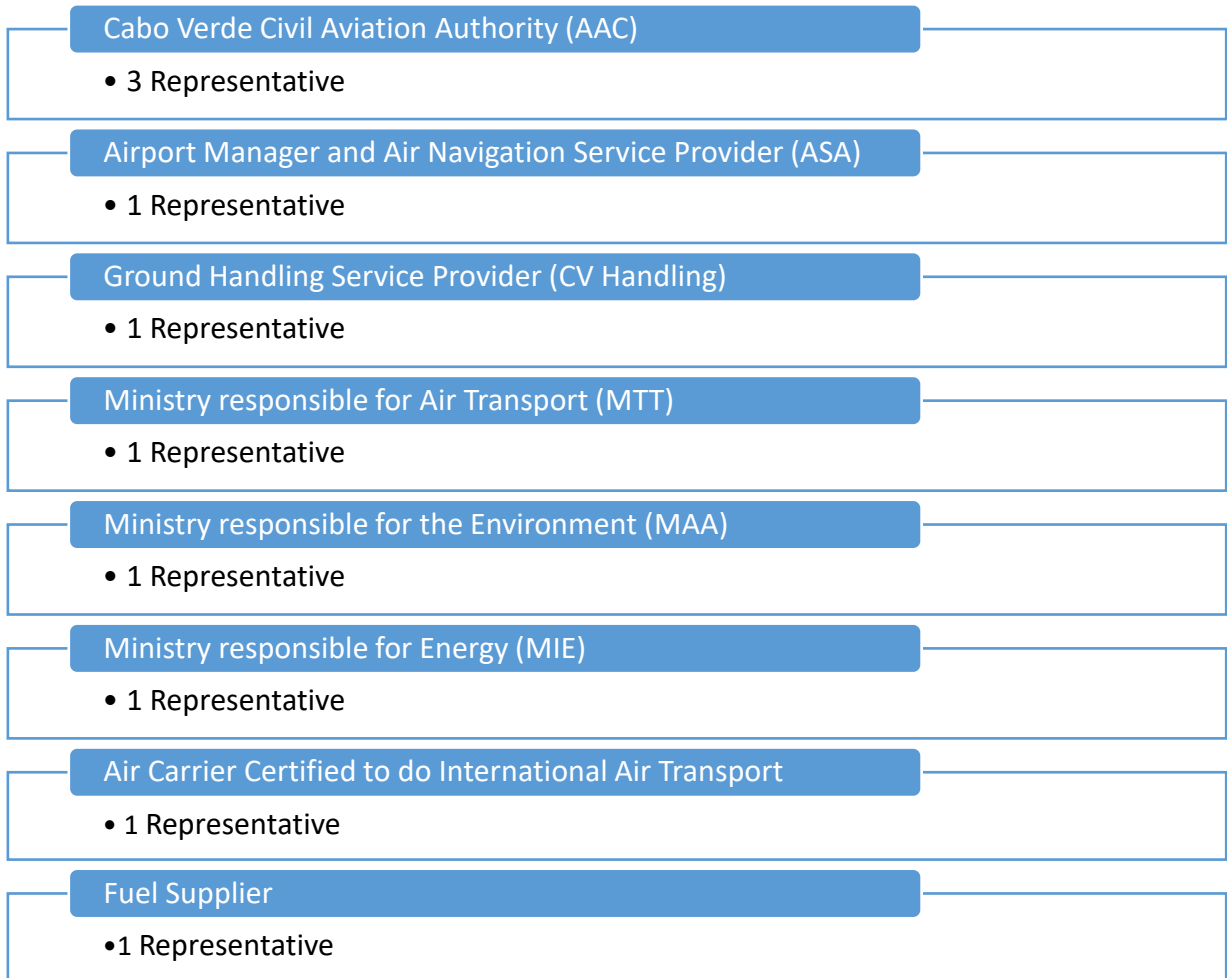 Cabo Verde Civil Aviation Authority (AAC)
• 3 Representative
Airport Manager and Air Navigation Service Provider (ASA)
• 1 Representative
Ground Handling Service Provider (CV Handling)
• 1 Representative
Ministry responsible for Air Transport (MTT)
• 1 Representative
Ministry responsible for the Environment (MAA)
• 1 Representative
Ministry responsible for Energy (MIE)
• 1 Representative
Air Carrier Certified to do International Air Transport
• 1 Representative
Fuel Supplier
•1 Representative